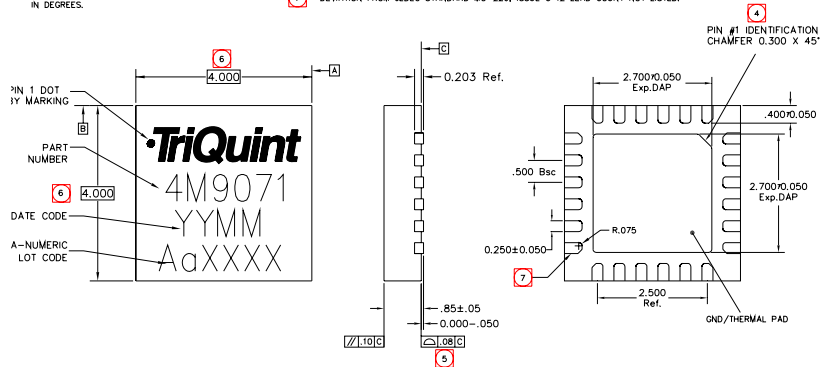 IN DEGREES.
4
PIN #1 IDENTIFICATION
CHAMFER 0.300 X 45°
6
4.000
A
C
0.203 Ref.
2.700±0.050
Exp.DAP
.400±0.050
PIN 1 DOT
BY MARKING
B
TriQuint
PART
NUMBER
4M9071
.500 Bsc
2.700±0.050
Exp.DAP
6
4.000
YYMM
DATE CODE
R.075
A-NUMERIC
LOT CODE
AaXXXX
0.250±0.050
7
2.500
Ref.
.85±.05
0.000-.050
GND/THERMAL PAD
// .10 C
⌓ .08 C
5